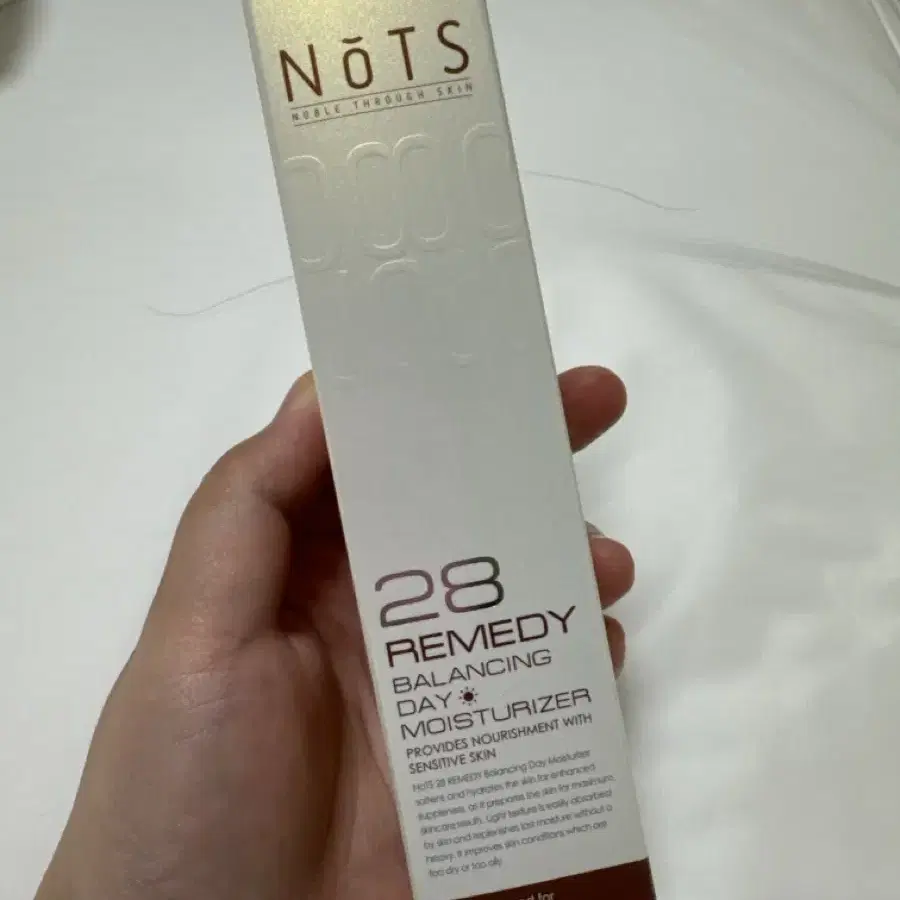 NōTS
NOBLE THROUGH SKIN
28
REMEDY
BALANCING
DAY
MOISTURIZER
PROVIDES NOURISHMENT WITH
SENSITIVE SKIN
NōTS 28 REMEDY Balancing Day Moisturizer
softens and hydrates the skin for enhanced
suppleness, as it prepares the skin for maximum
skincare results. Light texture is easily absorbed
by skin and replenishes lost moisture without a
heavy. It improves skin conditions which are
too dry or too oily.
for